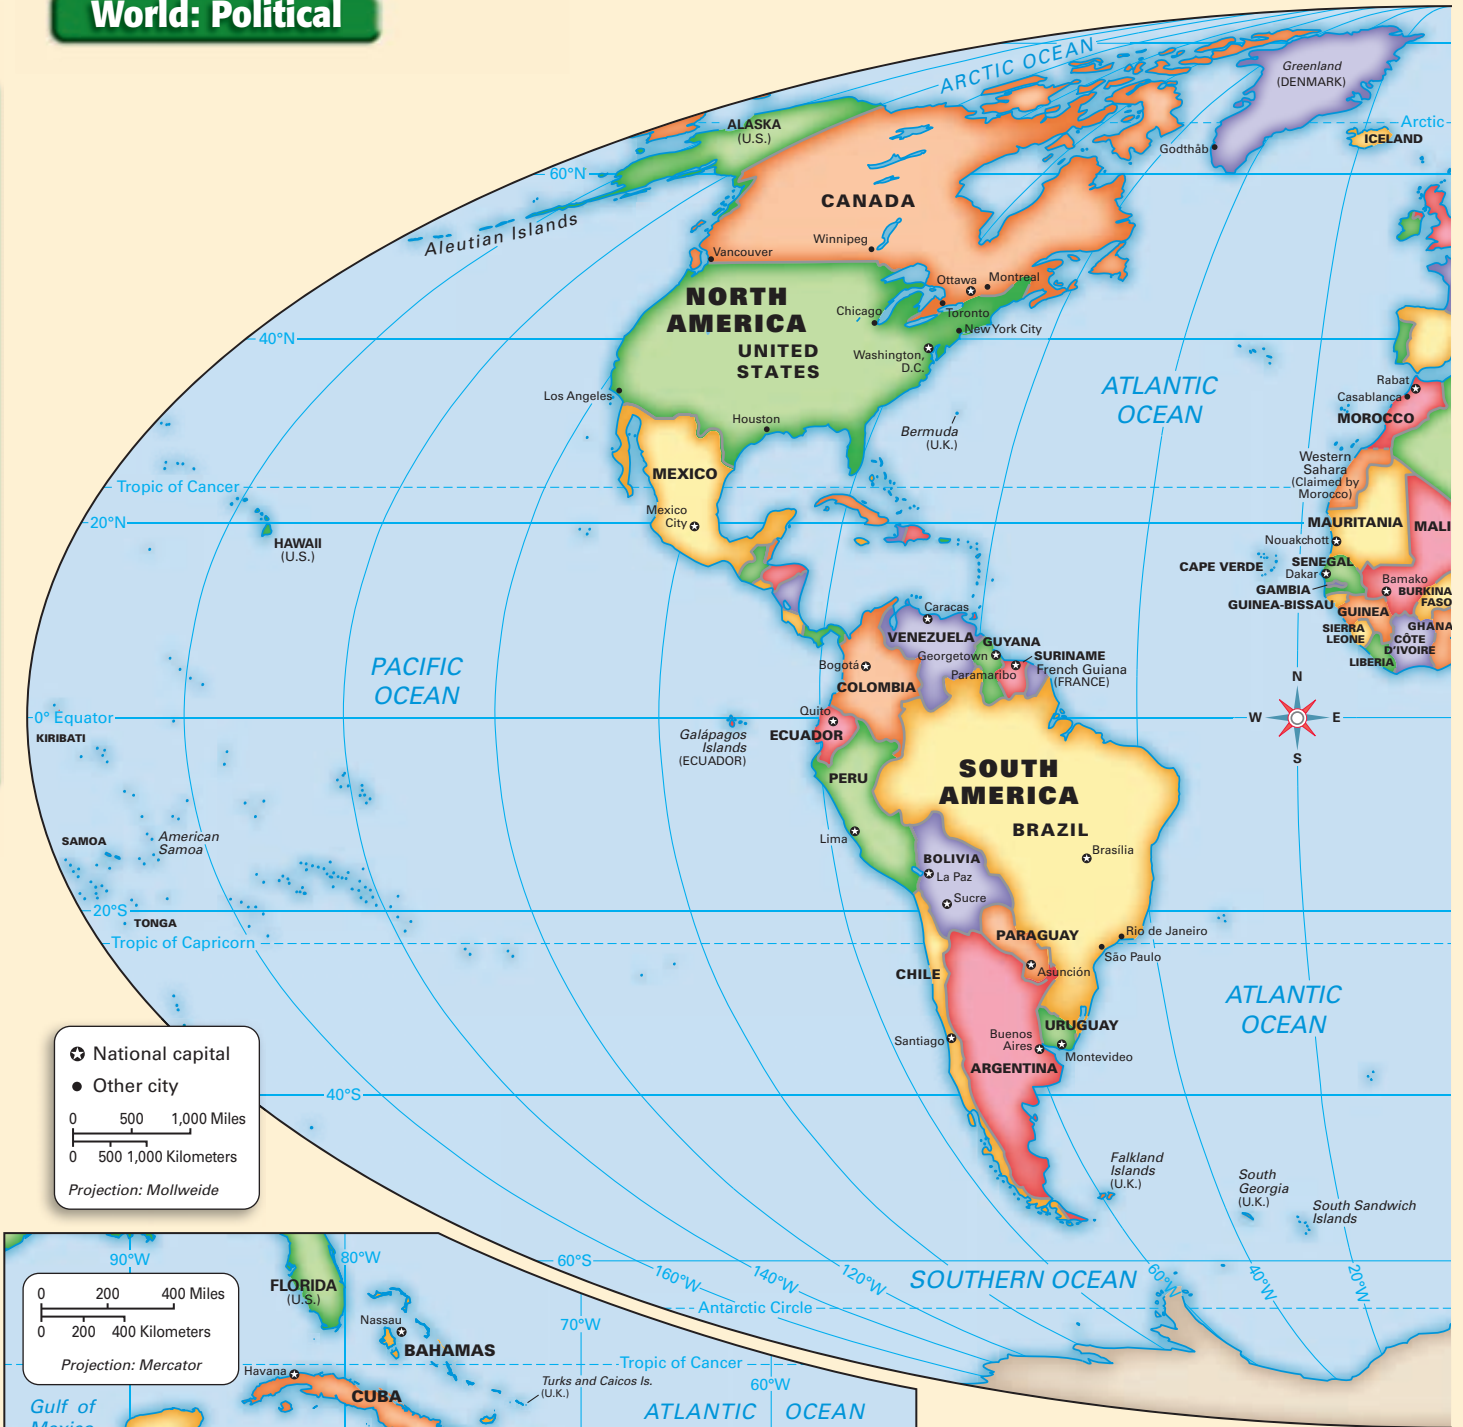 World: Political
ARCTIC OCEAN
Greenland
(DENMARK)
Arctic
ICELAND
Godthåb
ALASKA
(U.S.)
60°N
Aleutian Islands
CANADA
Winnipeg
Vancouver
Ottawa
Montreal
NORTH
AMERICA
Chicago
Toronto
New York City
40°N
UNITED
STATES
Washington,
D.C.
Los Angeles
Houston
ATLANTIC
OCEAN
Bermuda
(U.K.)
Rabat
Casablanca
MOROCCO
Western
Sahara
(Claimed by
Morocco)
MEXICO
Mexico
City
Tropic of Cancer
20°N
HAWAII
(U.S.)
MAURITANIA
MALI
Nouakchott
CAPE VERDE
SENEGAL
Dakar
GAMBIA
Bamako
BURKINA
FASO
GUINEA-BISSAU
GUINEA
SIERRA
LEONE
GHANA
CÔTE
D'IVOIRE
LIBERIA
Caracas
VENEZUELA
GUYANA
Georgetown
SURINAME
Paramaribo
French Guiana
(FRANCE)
PACIFIC
OCEAN
Bogotá
COLOMBIA
N
W
E
S
0° Equator
KIRIBATI
Quito
ECUADOR
Galápagos
Islands
(ECUADOR)
PERU
SOUTH
AMERICA
BRAZIL
Lima
Brasília
SAMOA
American
Samoa
BOLIVIA
La Paz
Sucre
20°S
TONGA
Tropic of Capricorn
PARAGUAY
Rio de Janeiro
São Paulo
Asunción
CHILE
ATLANTIC
OCEAN
URUGUAY
Buenos
Aires
Santiago
Montevideo
ARGENTINA
National capital
Other city
0 500 1,000 Miles
0 500 1,000 Kilometers
Projection: Mollweide
40°S
Falkland
Islands
(U.K.)
South
Georgia
(U.K.)
South Sandwich
Islands
60°S
160°W
140°W
120°W
SOUTHERN OCEAN
60°W
40°W
20°W
Antarctic Circle
90°W
80°W
FLORIDA
(U.S.)
0 200 400 Miles
0 200 400 Kilometers
Projection: Mercator
Nassau
BAHAMAS
70°W
Tropic of Cancer
Havana
Turks and Caicos Is.
(U.K.)
60°W
CUBA
Gulf of
Mexico
ATLANTIC OCEAN